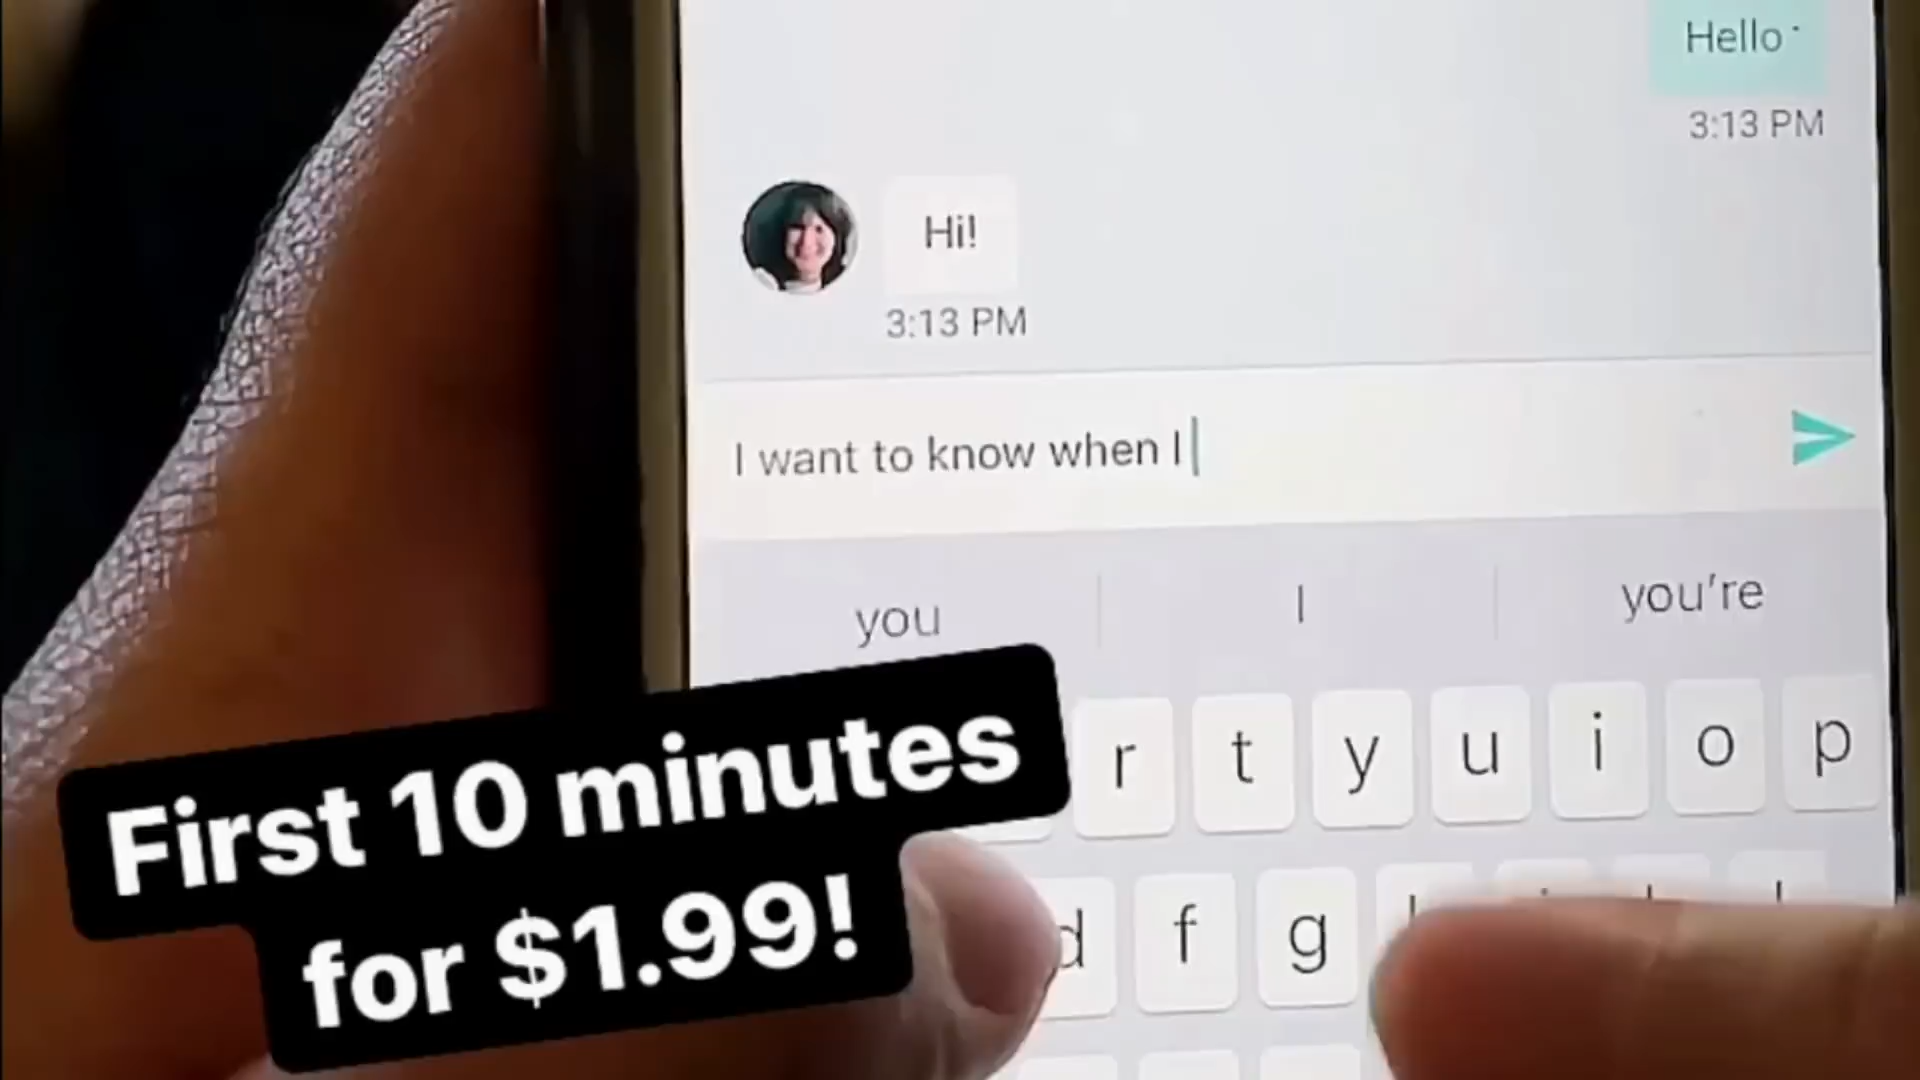 Hello
3:13 PM
Hi!
3:13 PM
I want to know when I
you I you're
r t y u i o p
d f g
First 10 minutes
for $1.99!